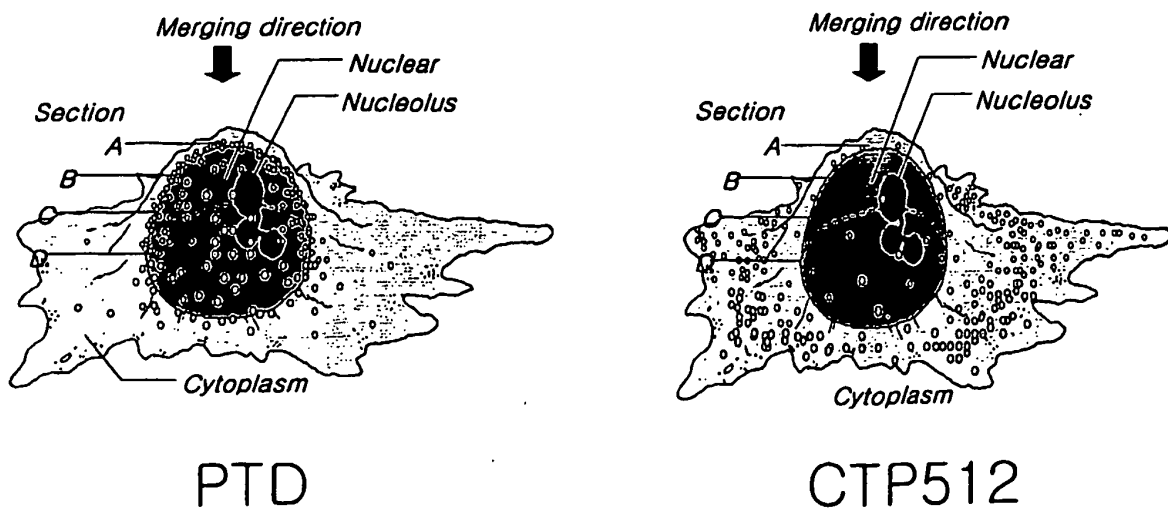 Merging direction
Nuclear
Nucleolus
Section
A
B
C
D
Cytoplasm
PTD
Merging direction
Nuclear
Nucleolus
Section
A
B
C
Cytoplasm
CTP512